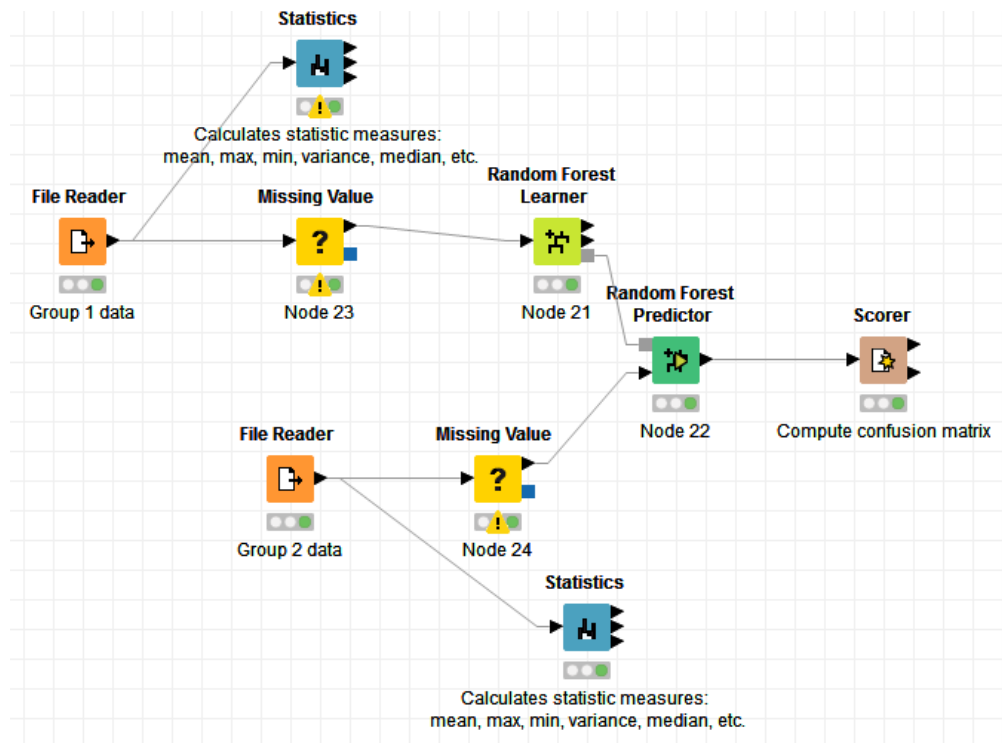 Statistics
Calculates statistic measures:
mean, max, min, variance, median, etc.
File Reader
Group 1 data
Missing Value
?
Node 23
Random Forest
Learner
Node 21
Random Forest
Predictor
Node 22
Scorer
Compute confusion matrix
File Reader
Group 2 data
Missing Value
?
Node 24
Statistics
Calculates statistic measures:
mean, max, min, variance, median, etc.